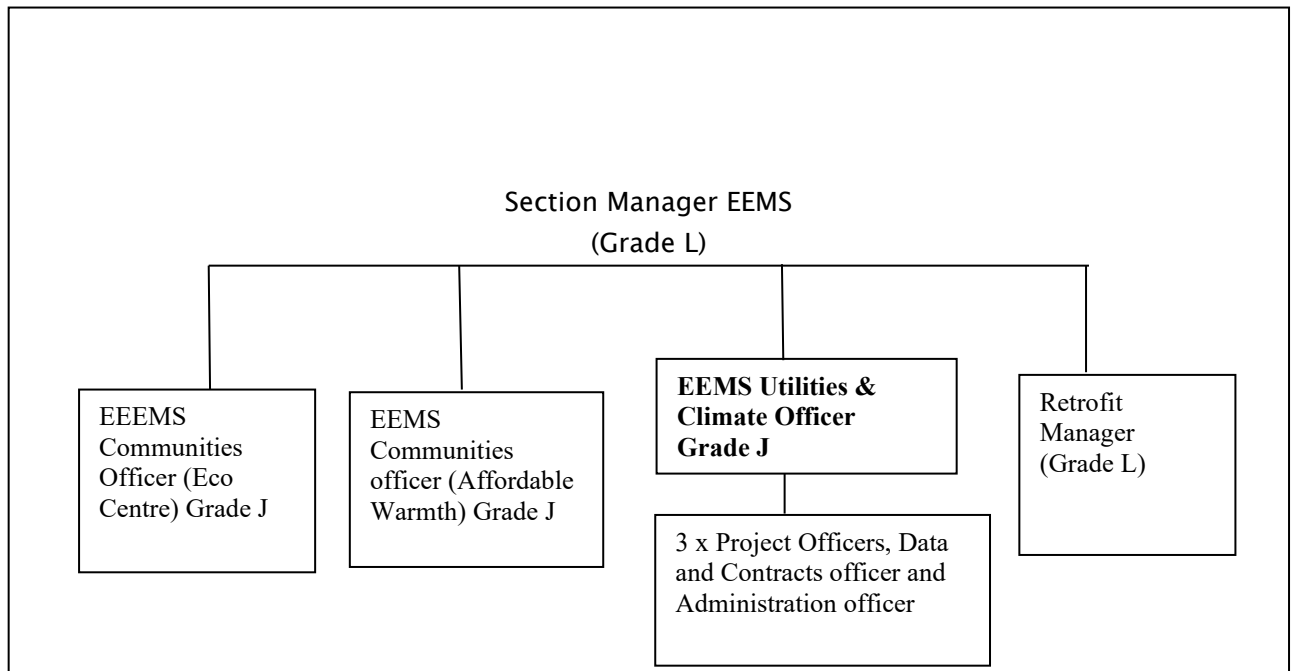 Section Manager EEMS
(Grade L)
EEEMS
Communities
Officer (Eco
Centre) Grade J
EEMS
Communities
officer (Affordable
Warmth) Grade J
EEMS Utilities &
Climate Officer
Grade J
Retrofit
Manager
(Grade L)
3 x Project Officers, Data
and Contracts officer and
Administration officer